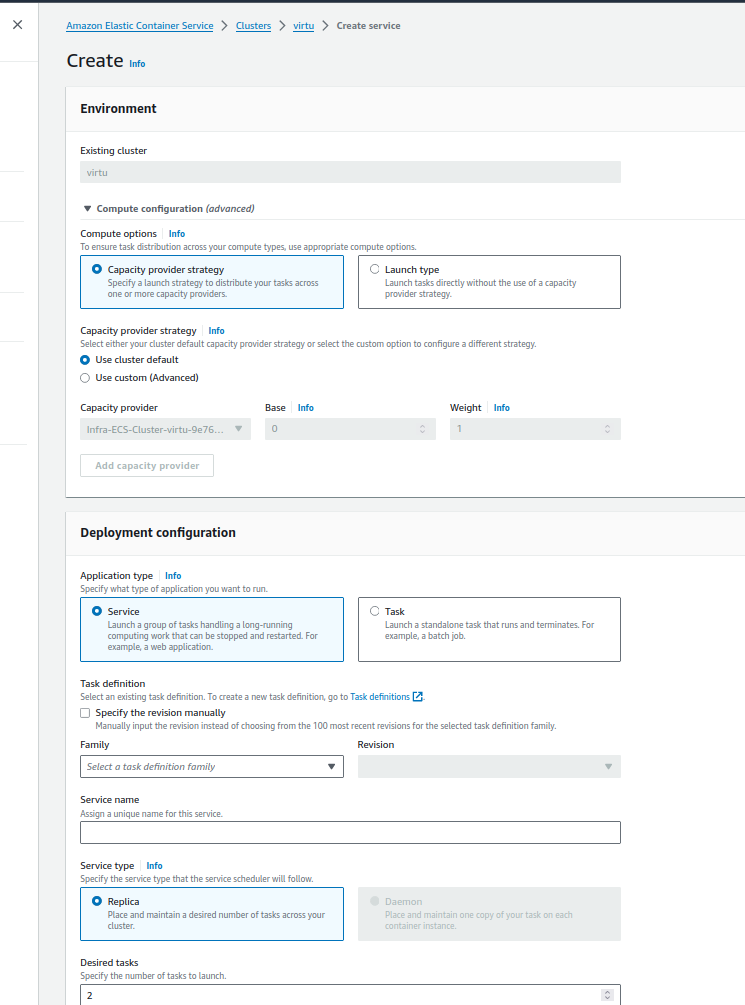 Amazon Elastic Container Service > Clusters > virtu > Create service
Create Info
Environment
Existing cluster
virtu
Compute configuration (advanced)
Compute options Info
To ensure task distribution across your compute types, use appropriate compute options.
Capacity provider strategy
Specify a launch strategy to distribute your tasks across
one or more capacity providers.
Launch type
Launch tasks directly without the use of a capacity
provider strategy.
Capacity provider strategy Info
Select either your cluster default capacity provider strategy or select the custom option to configure a different strategy.
Use cluster default
Use custom (Advanced)
Capacity provider
Base Info
Weight Info
Infra-ECS-Cluster-virtu-9e76...
0
1
Add capacity provider
Deployment configuration
Application type Info
Specify what type of application you want to run.
Service
Launch a group of tasks handling a long-running
computing work that can be stopped and restarted. For
example, a web application.
Task
Launch a standalone task that runs and terminates. For
example, a batch job.
Task definition
Select an existing task definition. To create a new task definition, go to Task definitions.
Specify the revision manually
Manually input the revision instead of choosing from the 100 most recent revisions for the selected task definition family.
Family
Revision
Select a task definition family
Service name
Assign a unique name for this service.
Service type Info
Specify the service type that the service scheduler will follow.
Replica
Place and maintain a desired number of tasks across your
cluster.
Daemon
Place and maintain one copy of your task on each
container instance.
Desired tasks
Specify the number of tasks to launch.
2